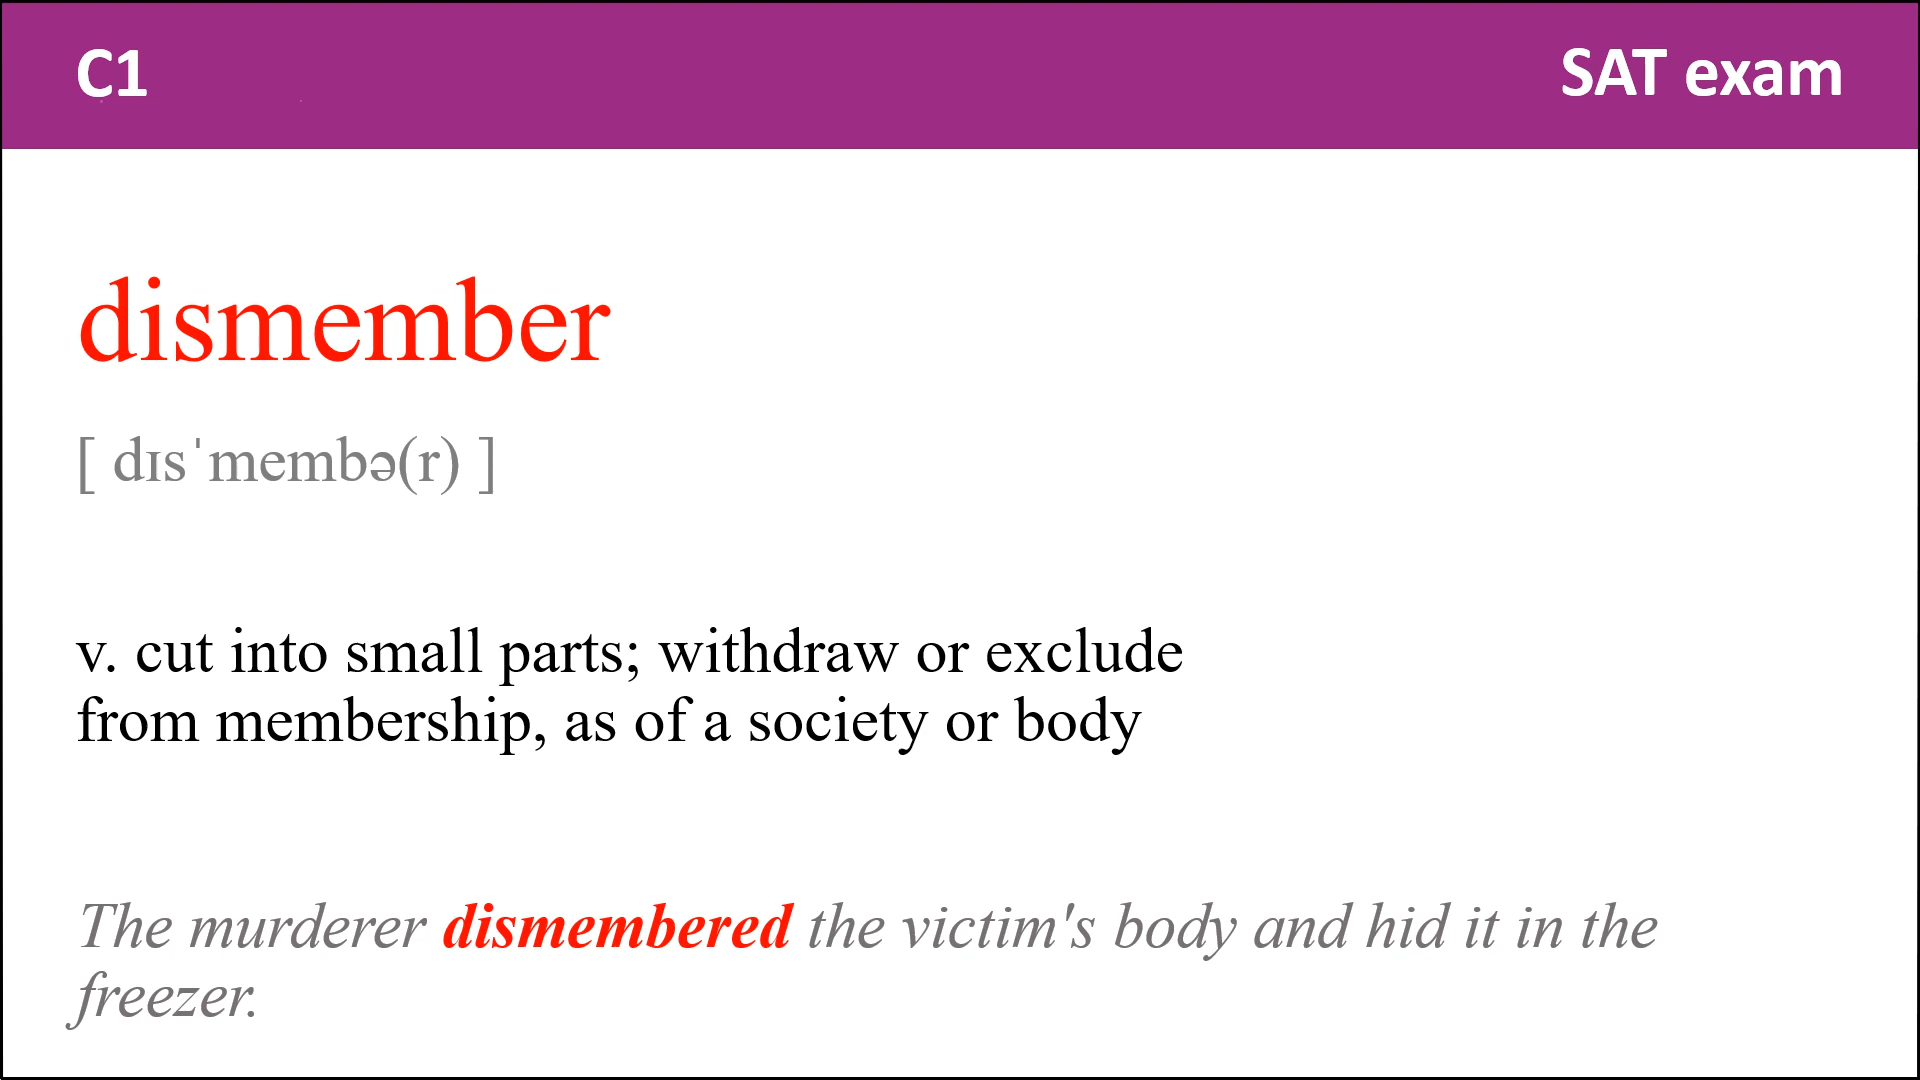 C1
SAT exam
dismember
[ dɪsˈmembə(r) ]
v. cut into small parts; withdraw or exclude
from membership, as of a society or body
The murderer dismembered the victim's body and hid it in the
freezer.